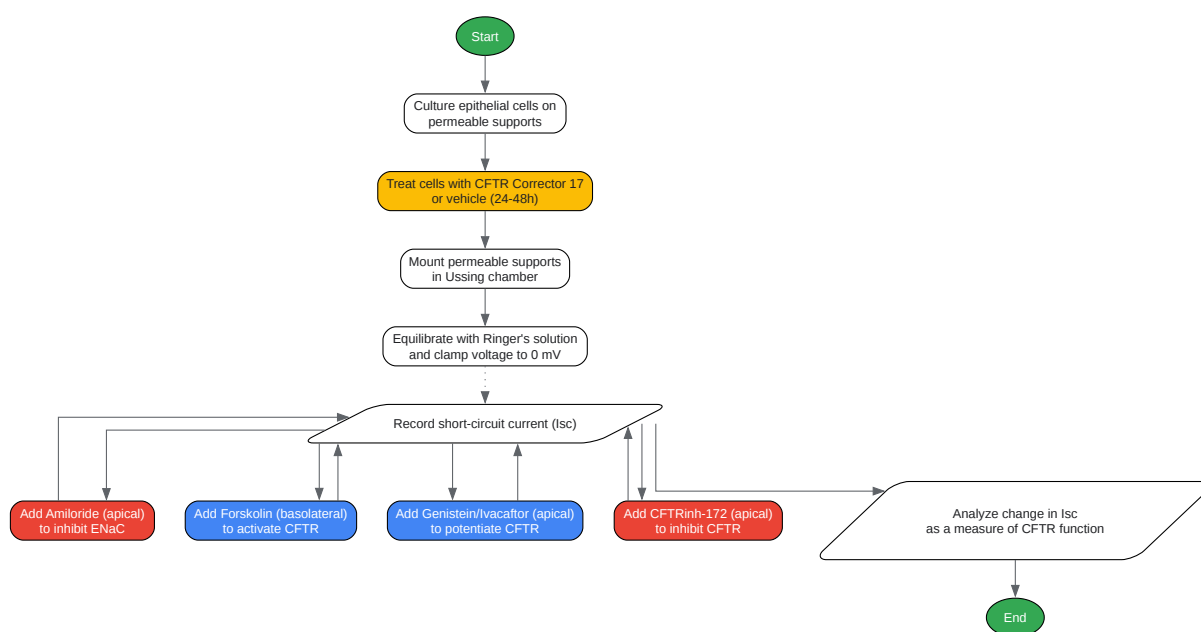 Start
Culture epithelial cells on
permeable supports
Treat cells with CFTR Corrector 17
or vehicle (24-48h)
Mount permeable supports
in Ussing chamber
Equilibrate with Ringer's solution
and clamp voltage to 0 mV
Record short-circuit current (Isc)
Add Amiloride (apical)
to inhibit ENaC
Add Forskolin (basolateral)
to activate CFTR
Add Genistein/Ivacaftor (apical)
to potentiate CFTR
Add CFTRinh-172 (apical)
to inhibit CFTR
Analyze change in Isc
as a measure of CFTR function
End